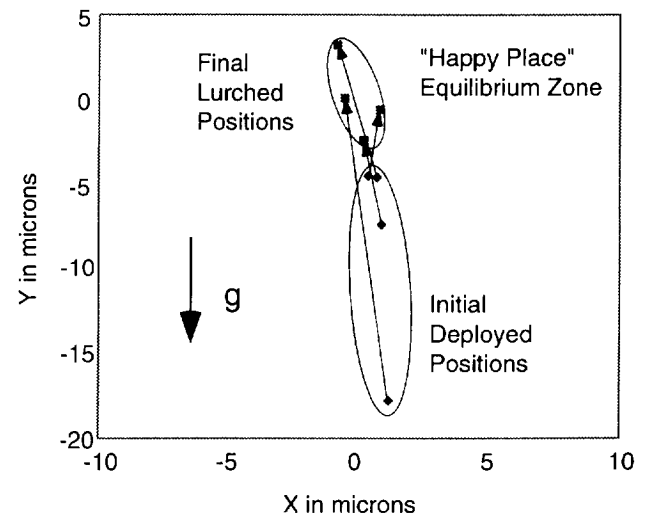 5
0
-5
-10
-15
-20
-10
-5
0
5
10
Y in microns
X in microns
Final
Lurched
Positions
"Happy Place"
Equilibrium Zone
g
Initial
Deployed
Positions